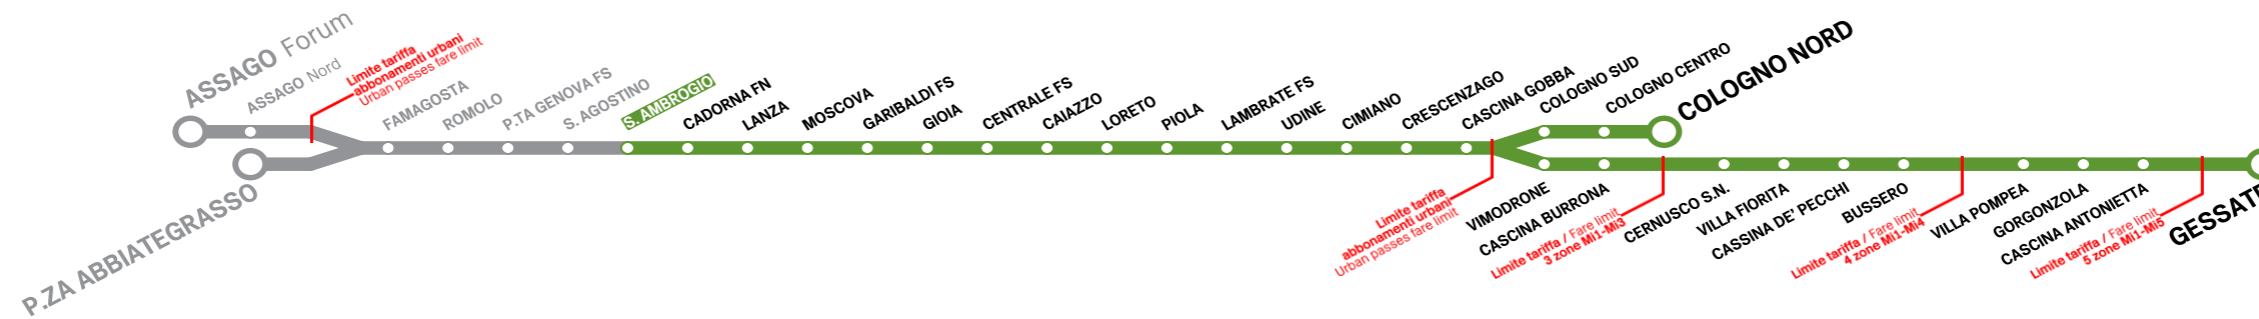 ASSAGO Forum
ASSAGO Nord
Limite tariffa
abbonamenti urbani
Urban passes fare limit
P.ZA ABBIATEGRASSO
FAMAGOSTA
ROMOLO
P.TA GENOVA FS
S. AGOSTINO
S. AMBROGIO
CADORNA FN
LANZA
MOSCOVA
GARIBALDI FS
GIOIA
CENTRALE FS
CAIAZZO
LORETO
PIOLA
LAMBRATE FS
UDINE
CIMIANO
CRESCENZAGO
CASCINA GOBBA
COLOGNO SUD
COLOGNO CENTRO
COLOGNO NORD
Limite tariffa
abbonamenti urbani
Urban passes fare limit
VIMODRONE
CASCINA BURRONA
Limite tariffa / Fare limit
3 zone Mi1-Mi3
CERNUSCO S.N.
VILLA FIORITA
CASSINA DE' PECCHI
BUSSERO
Limite tariffa / Fare limit
4 zone Mi1-Mi4
VILLA POMPEA
GORGONZOLA
CASCINA ANTONIETTA
Limite tariffa / Fare limit
5 zone Mi1-Mi5
GESSATE